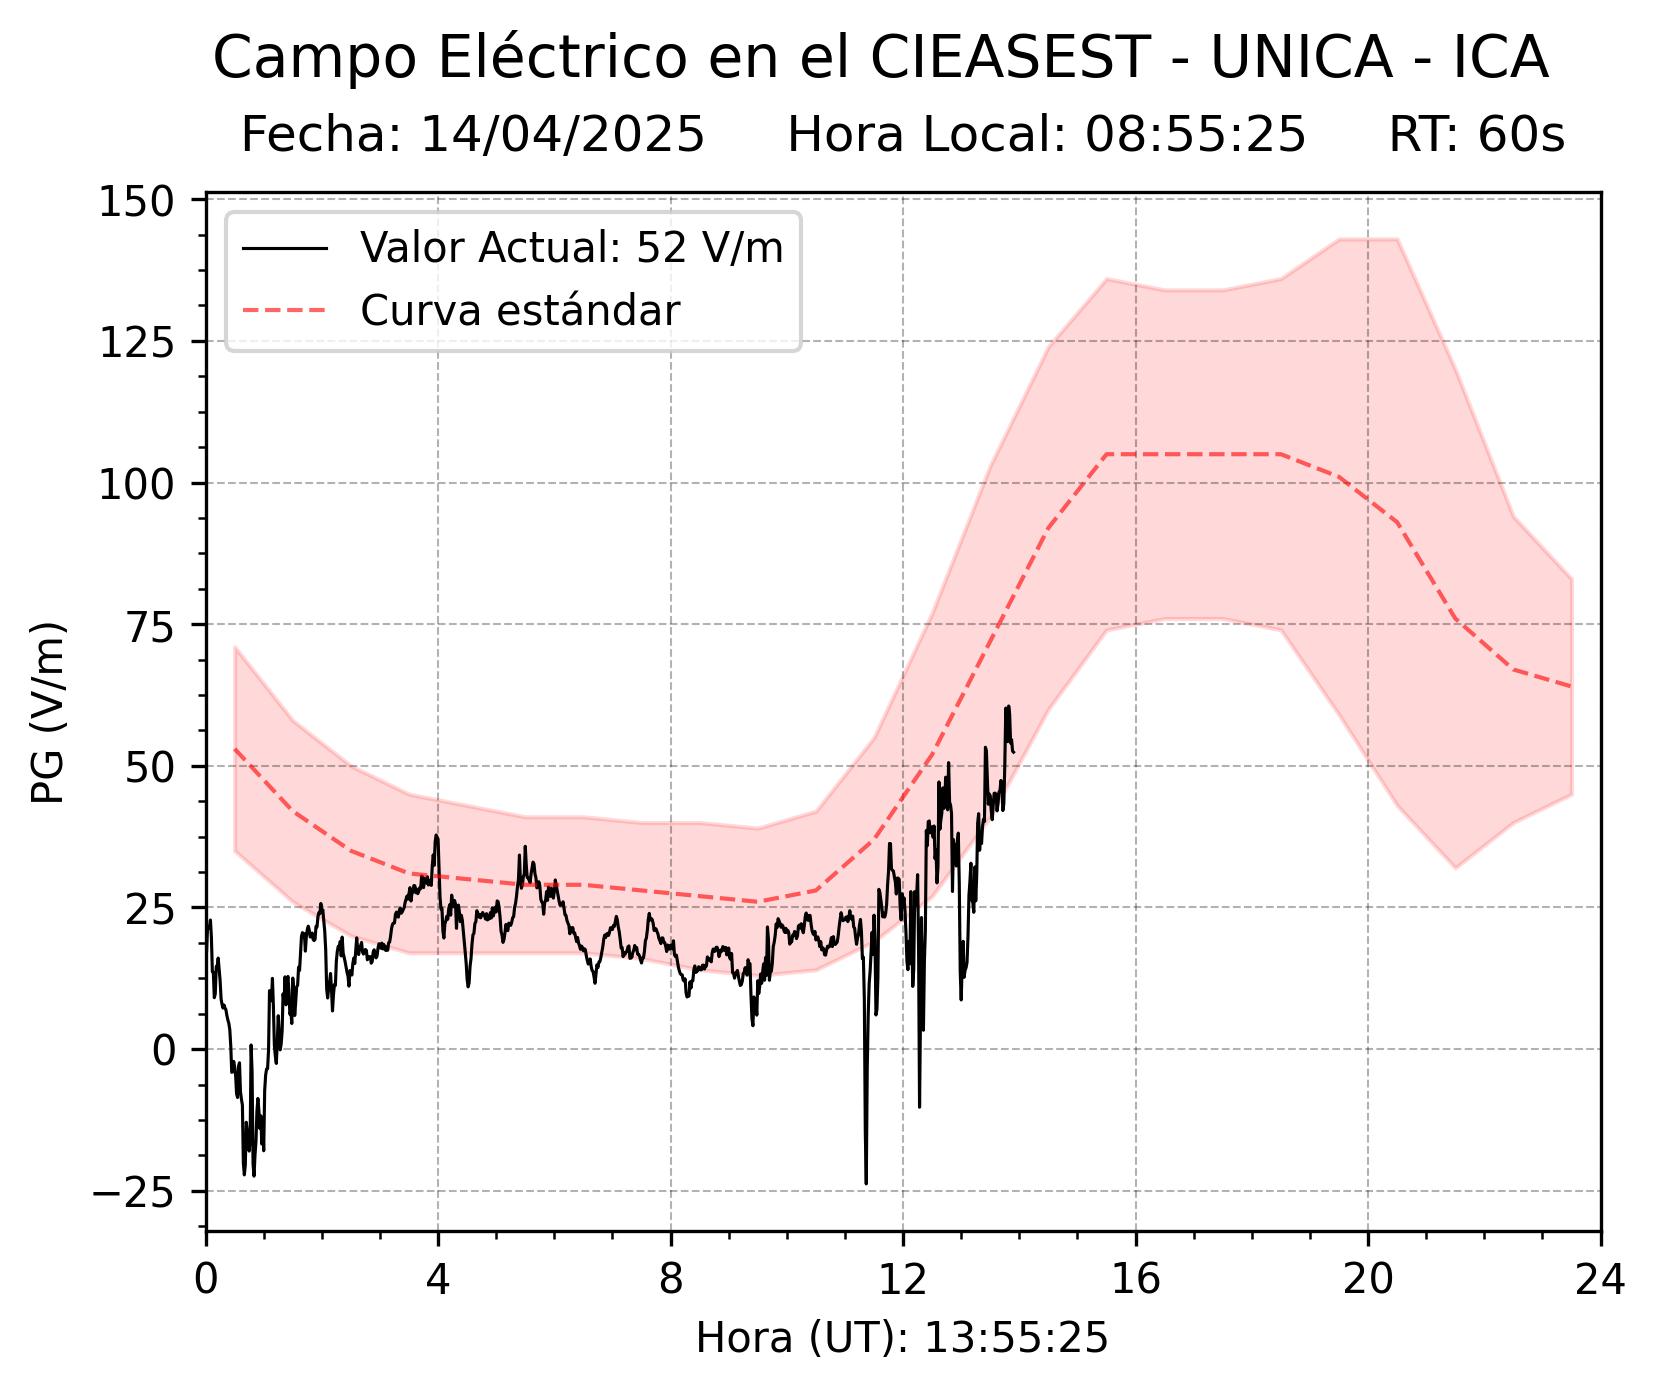 Campo Eléctrico en el CIEASEST - UNICA - ICA
Fecha: 14/04/2025 Hora Local: 08:55:25 RT: 60s
Valor Actual: 52 V/m
Curva estándar
PG (V/m)
150
125
100
75
50
25
0
−25
0 4 8 12 16 20 24
Hora (UT): 13:55:25